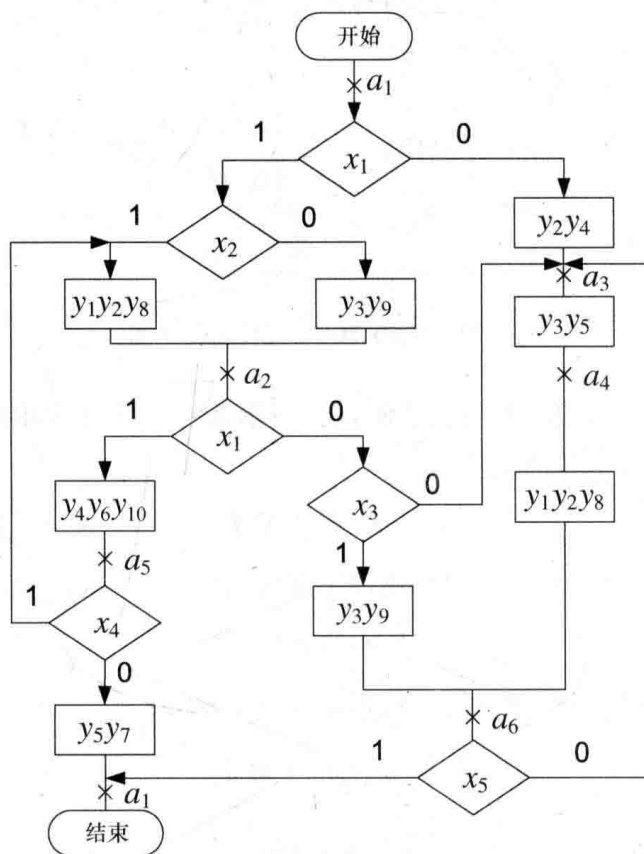 开始
a₁
1
x₁
0
1
x₂
0
y₂y₄
a₃
y₁y₂y₈
y₃y₉
y₃y₅
a₂
a₄
1
x₁
0
y₄y₆y₁₀
x₃
0
y₁y₂y₈
a₅
1
1
x₄
y₃y₉
0
y₅y₇
a₆
1
x₅
0
a₁
结束